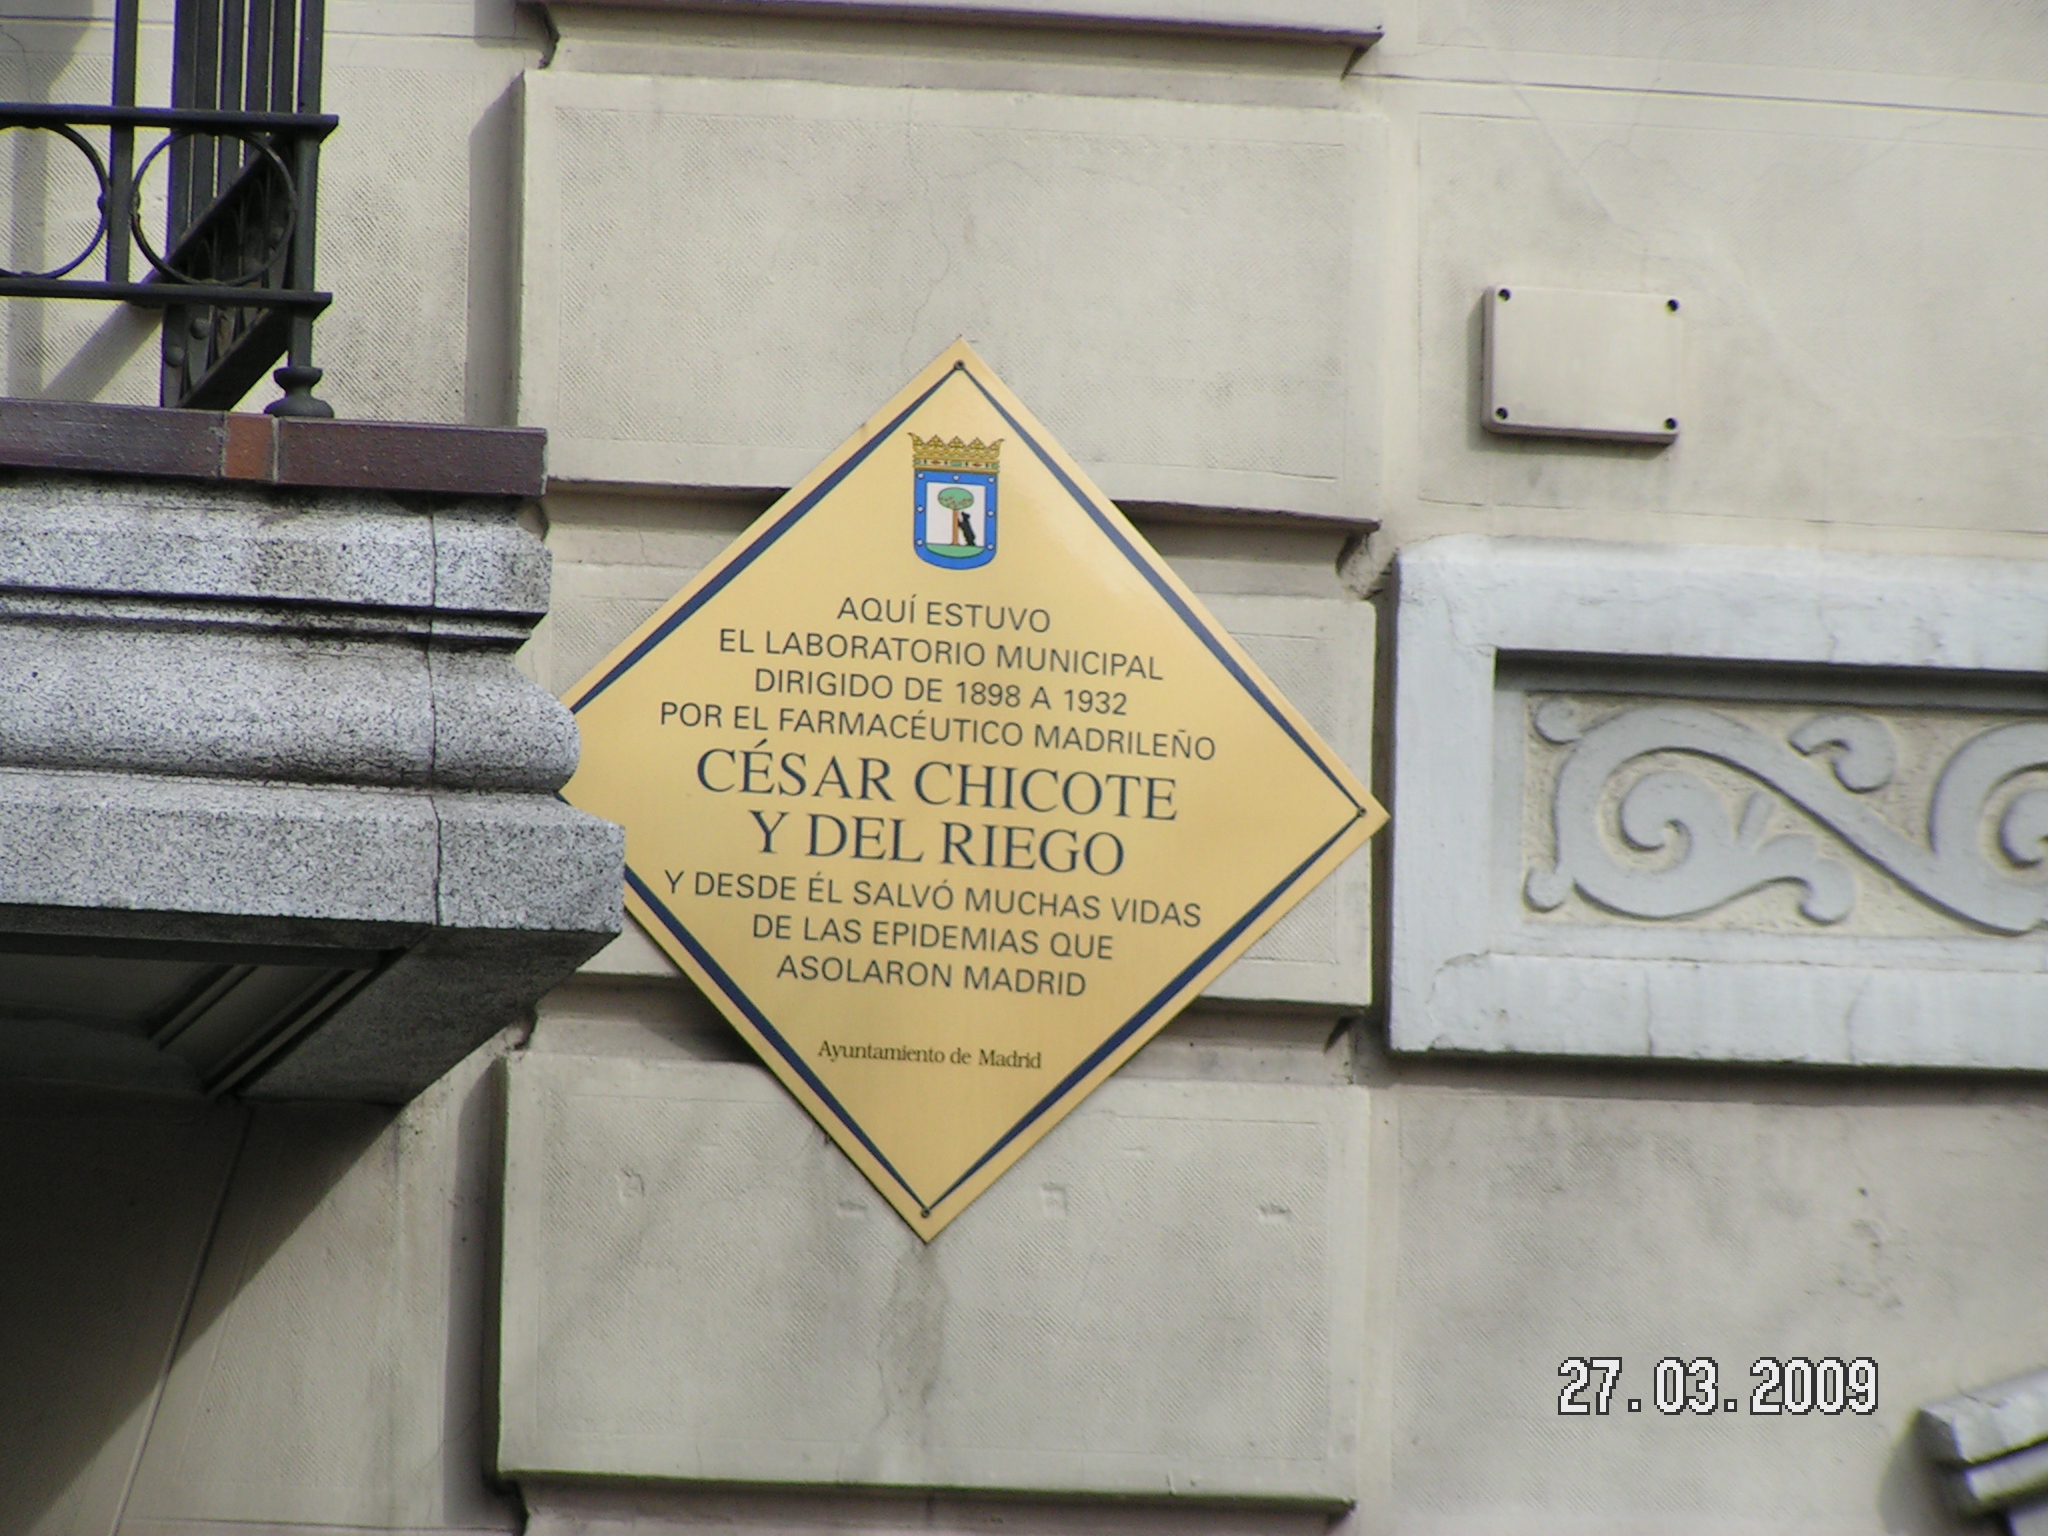 AQUÍ ESTUVO
EL LABORATORIO MUNICIPAL
DIRIGIDO DE 1898 A 1932
POR EL FARMACÉUTICO MADRILEÑO
CÉSAR CHICOTE
Y DEL RIEGO
Y DESDE ÉL SALVÓ MUCHAS VIDAS
DE LAS EPIDEMIAS QUE
ASOLARON MADRID
Ayuntamiento de Madrid
27.03.2009